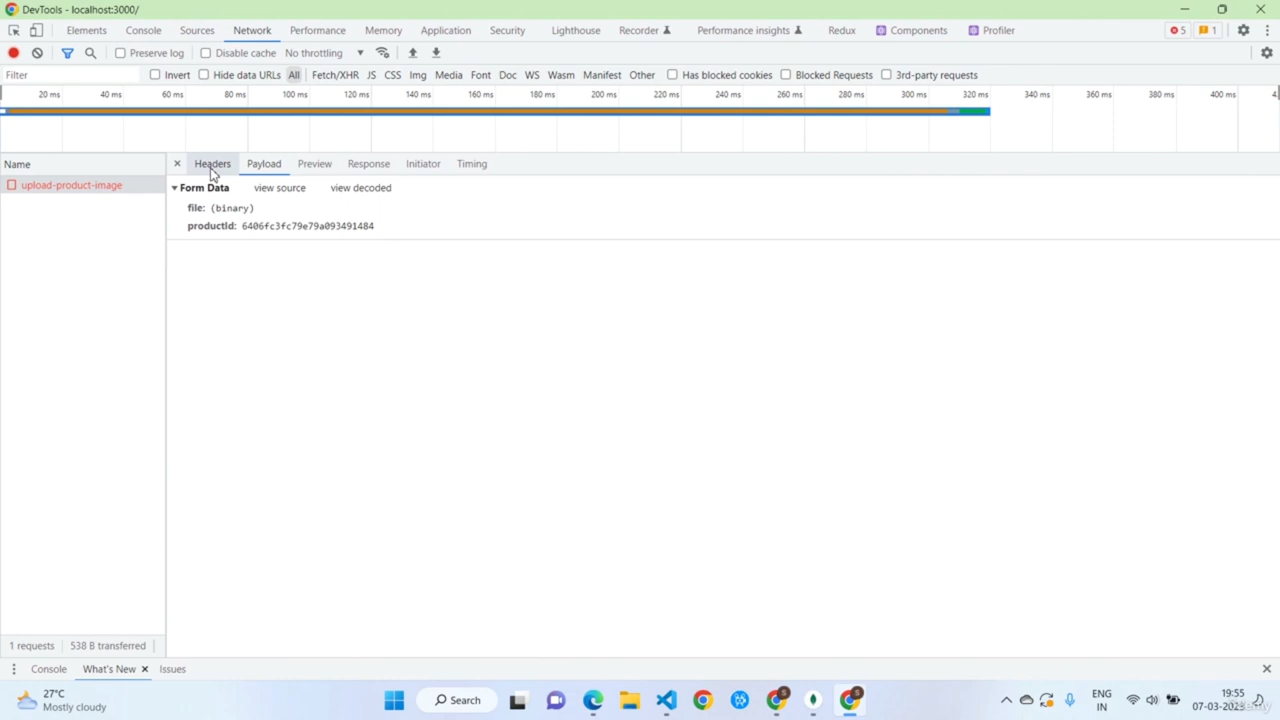 DevTools - localhost:3000/
Elements Console Sources Network Performance Memory Application Security Lighthouse Recorder Performance insights Redux Components Profiler 5 1
Preserve log Disable cache No throttling
Filter Invert Hide data URLs All Fetch/XHR JS CSS Img Media Font Doc WS Wasm Manifest Other Has blocked cookies Blocked Requests 3rd-party requests
20 ms 40 ms 60 ms 80 ms 100 ms 120 ms 140 ms 160 ms 180 ms 200 ms 220 ms 240 ms 260 ms 280 ms 300 ms 320 ms 340 ms 360 ms 380 ms 400 ms
Name Headers Payload Preview Response Initiator Timing
upload-product-image
Form Data view source view decoded
file: (binary)
productId: 6406fc3fc79e79a093491484
1 requests 538 B transferred
Console What's New Issues
27°C
Mostly cloudy
Search
ENG
IN
19:55
07-03-2023